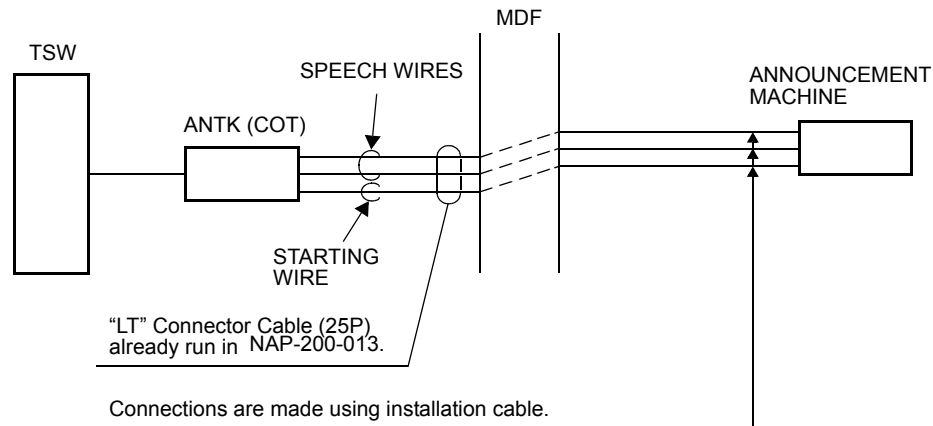 MDF
TSW
SPEECH WIRES
ANNOUNCEMENT
MACHINE
ANTK (COT)
STARTING
WIRE
“LT” Connector Cable (25P)
already run in NAP-200-013.
Connections are made using installation cable.